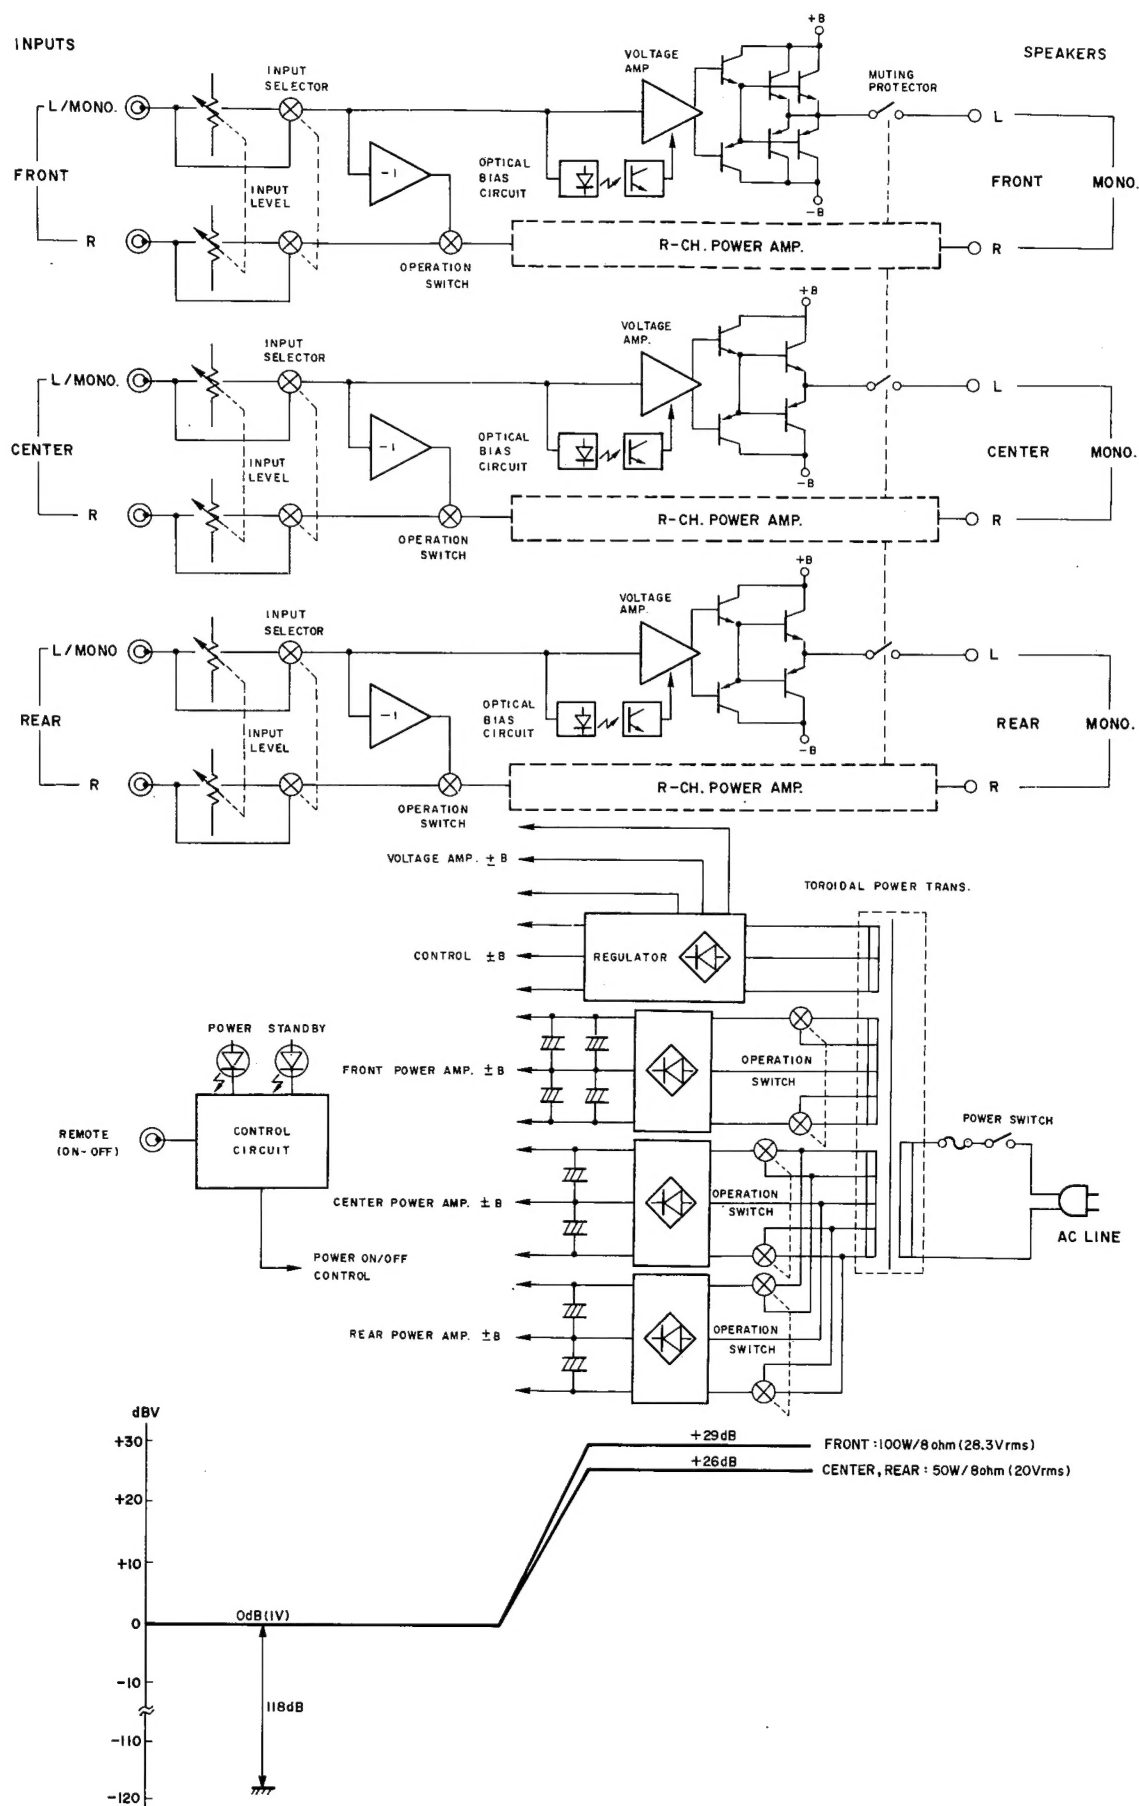 INPUTS
SPEAKERS
+B
VOLTAGE
AMP
INPUT
SELECTOR
MUTING
PROTECTOR
L/MONO.
L
-1
OPTICAL
BIAS
CIRCUIT
FRONT
INPUT
LEVEL
FRONT
MONO.
-B
R
R-CH. POWER AMP.
R
OPERATION
SWITCH
+B
VOLTAGE
AMP.
INPUT
SELECTOR
L/MONO.
L
-1
OPTICAL
BIAS
CIRCUIT
CENTER
INPUT
LEVEL
CENTER
MONO.
-B
R
R-CH. POWER AMP.
R
OPERATION
SWITCH
+B
VOLTAGE
AMP.
INPUT
SELECTOR
L/MONO
L
-1
OPTICAL
BIAS
CIRCUIT
REAR
INPUT
LEVEL
REAR
MONO.
-B
R
R-CH. POWER AMP.
R
OPERATION
SWITCH
VOLTAGE AMP. ±B
TOROIDAL POWER TRANS.
CONTROL ±B
REGULATOR
POWER STANDBY
FRONT POWER AMP. ±B
OPERATION
SWITCH
REMOTE
(ON-OFF)
CONTROL
CIRCUIT
POWER SWITCH
CENTER POWER AMP. ±B
OPERATION
SWITCH
AC LINE
POWER ON/OFF
CONTROL
REAR POWER AMP. ±B
OPERATION
SWITCH
dBV
+30
+29dB
FRONT:100W/8ohm(28.3Vrms)
+26dB
CENTER,REAR:50W/8ohm(20Vrms)
+20
+10
0
0dB(1V)
-10
118dB
-110
-120